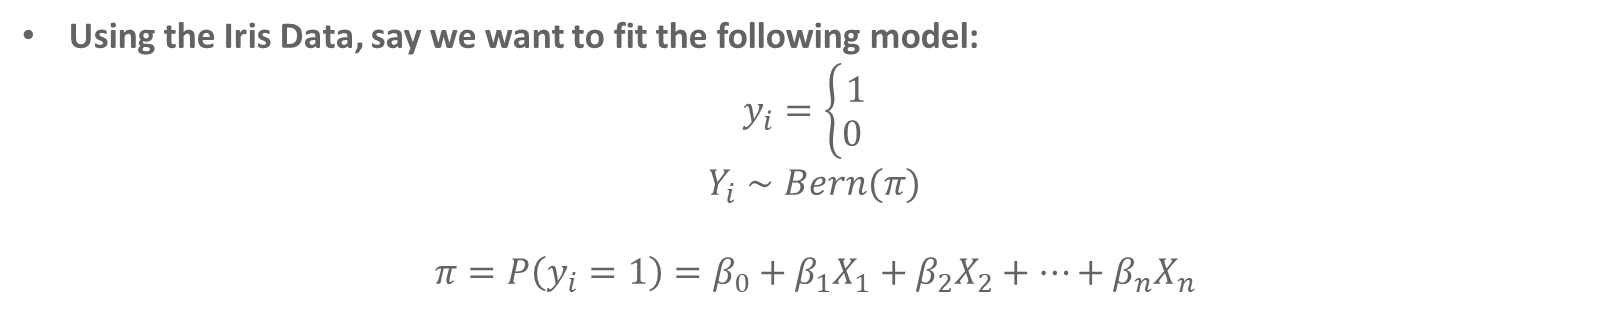 • Using the Iris Data, say we want to fit the following model:
yᵢ = {1
0
Yᵢ ~ Bern(π)
π = P(yᵢ = 1) = β₀ + β₁X₁ + β₂X₂ + ⋯ + βₙXₙ